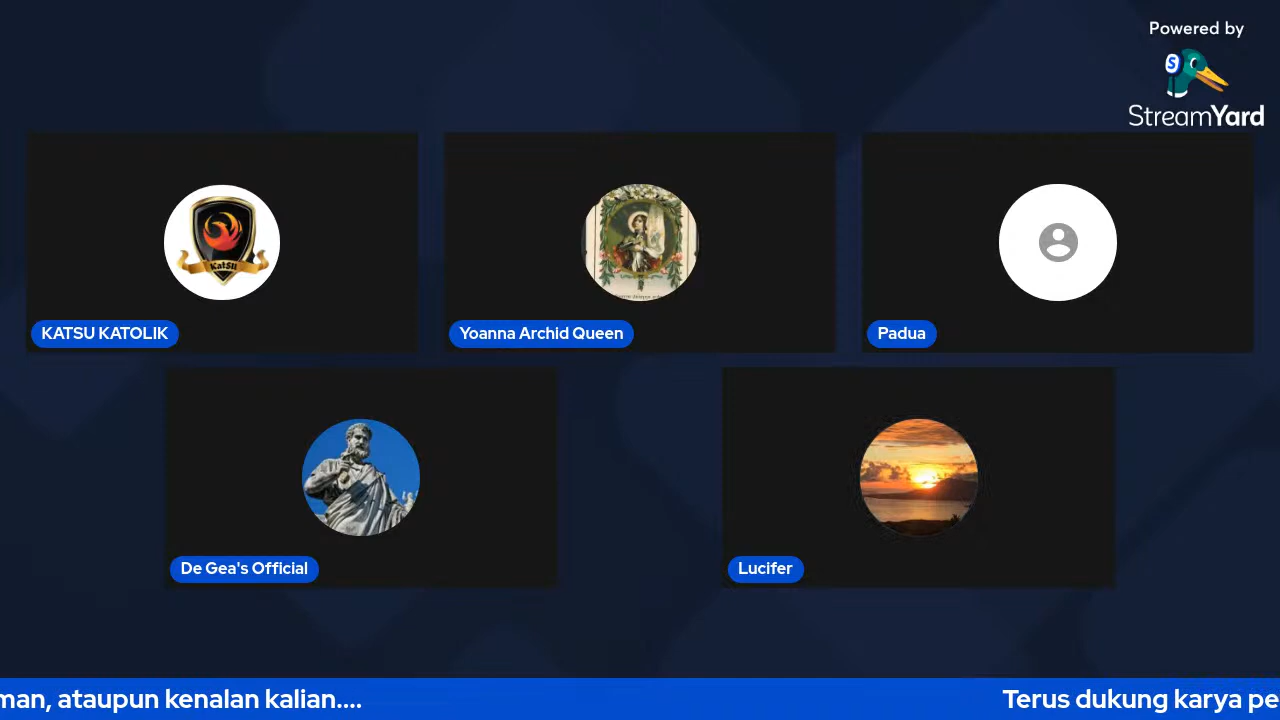 Powered by
StreamYard
KatSu
KATSU KATOLIK
Yoanna Archid Queen
Padua
De Gea's Official
Lucifer
man, ataupun kenalan kalian....
Terus dukung karya pe